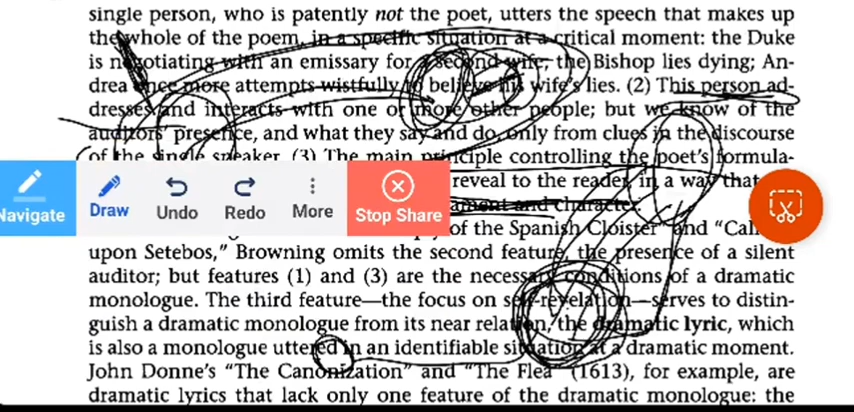 single person, who is patently not the poet, utters the speech that makes up
the whole of the poem, in a specific situation at a critical moment: the Duke
is negotiating with an emissary for a second wife; the Bishop lies dying; An-
drea once more attempts wistfully to believe his wife's lies. (2) This person ad-
dresses and interacts with one or more other people; but we know of the
auditors' presence, and what they say and do, only from clues in the discourse
of the single speaker. (3) The main principle controlling the poet's formula-
reveal to the reader, in a way that
ament and character.
of the Spanish Cloister" and "Cal
upon Setebos," Browning omits the second feature, the presence of a silent
auditor; but features (1) and (3) are the necessary conditions of a dramatic
monologue. The third feature—the focus on self-revelation—serves to distin-
guish a dramatic monologue from its near relation, the dramatic lyric, which
is also a monologue uttered in an identifiable situation at a dramatic moment.
John Donne's "The Canonization" and "The Flea" (1613), for example, are
dramatic lyrics that lack only one feature of the dramatic monologue: the
Navigate
Draw
Undo
Redo
More
Stop Share